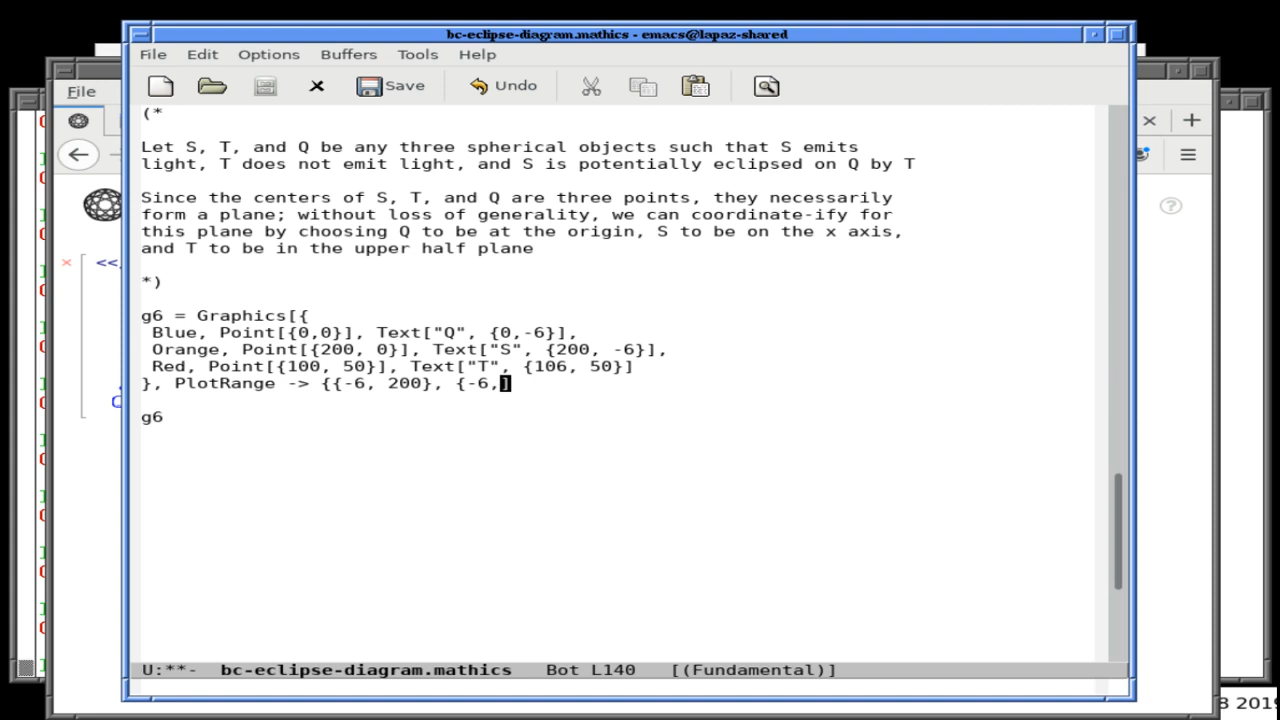 bc-eclipse-diagram.mathics - emacs@lapaz-shared
File Edit Options Buffers Tools Help
Save Undo
File
(*
Let S, T, and Q be any three spherical objects such that S emits
light, T does not emit light, and S is potentially eclipsed on Q by T
Since the centers of S, T, and Q are three points, they necessarily
form a plane; without loss of generality, we can coordinate-ify for
this plane by choosing Q to be at the origin, S to be on the x axis,
and T to be in the upper half plane
*)
<<
g6 = Graphics[{
Blue, Point[{0,0}], Text["Q", {0,-6}],
Orange, Point[{200, 0}], Text["S", {200, -6}],
Red, Point[{100, 50}], Text["T", {106, 50}]
}, PlotRange -> {{-6, 200}, {-6,]
g6
U:**- bc-eclipse-diagram.mathics Bot L140 [(Fundamental)]